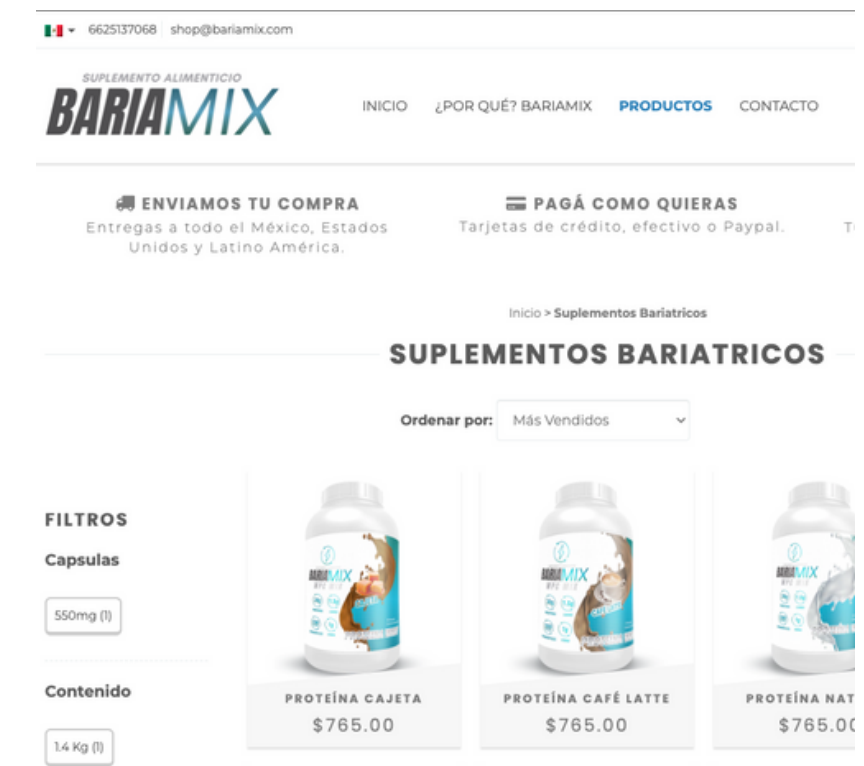 6625137068 shop@bariamix.com
SUPLEMENTO ALIMENTICIO
BARIAMIX
INICIO ¿POR QUÉ? BARIAMIX PRODUCTOS CONTACTO
ENVIAMOS TU COMPRA
Entregas a todo el México, Estados
Unidos y Latino América.
PAGÁ COMO QUIERAS
Tarjetas de crédito, efectivo o Paypal.
Inicio > Suplementos Bariatricos
SUPLEMENTOS BARIATRICOS
Ordenar por: Más Vendidos
FILTROS
Capsulas
550mg (1)
Contenido
1.4 Kg (1)
BARIAMIX
BARIAMIX
BARIAMIX
PROTEÍNA CAJETA
$765.00
PROTEÍNA CAFÉ LATTE
$765.00
PROTEÍNA NAT
$765.00